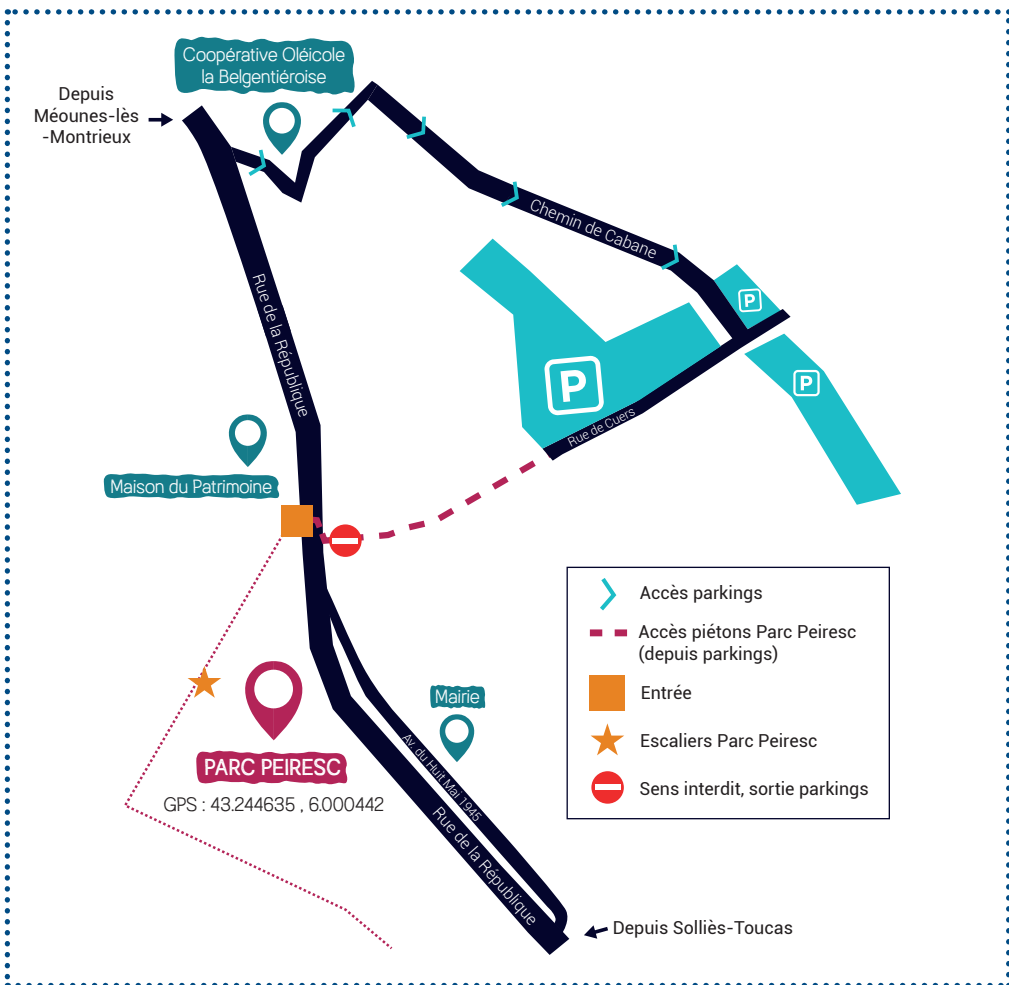 Coopérative Oléicole
la Belgentiéroise
Depuis
Méounes-lès
-Montrieux
Chemin de Cabane
Rue de la République
P
P
P
Rue de Cuers
Maison du Patrimoine
Accès parkings
Accès piétons Parc Peiresc
(depuis parkings)
Entrée
Escaliers Parc Peiresc
Sens interdit, sortie parkings
Mairie
PARC PEIRESC
GPS : 43.244635 , 6.000442
Av. du Huit Mai 1945
Rue de la République
Depuis Solliès-Toucas